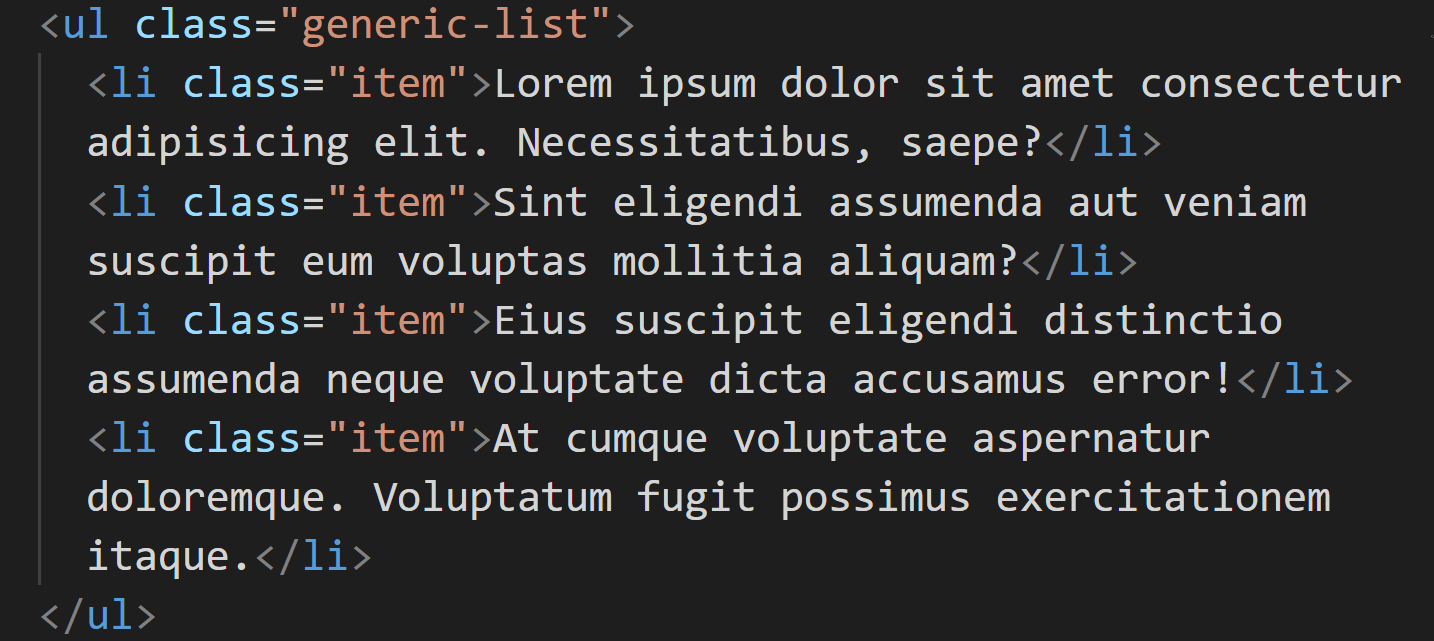 <ul class="generic-list">
<li class="item">Lorem ipsum dolor sit amet consectetur
adipisicing elit. Necessitatibus, saepe?</li>
<li class="item">Sint eligendi assumenda aut veniam
suscipit eum voluptas mollitia aliquam?</li>
<li class="item">Eius suscipit eligendi distinctio
assumenda neque voluptate dicta accusamus error!</li>
<li class="item">At cumque voluptate aspernatur
doloremque. Voluptatum fugit possimus exercitationem
itaque.</li>
</ul>